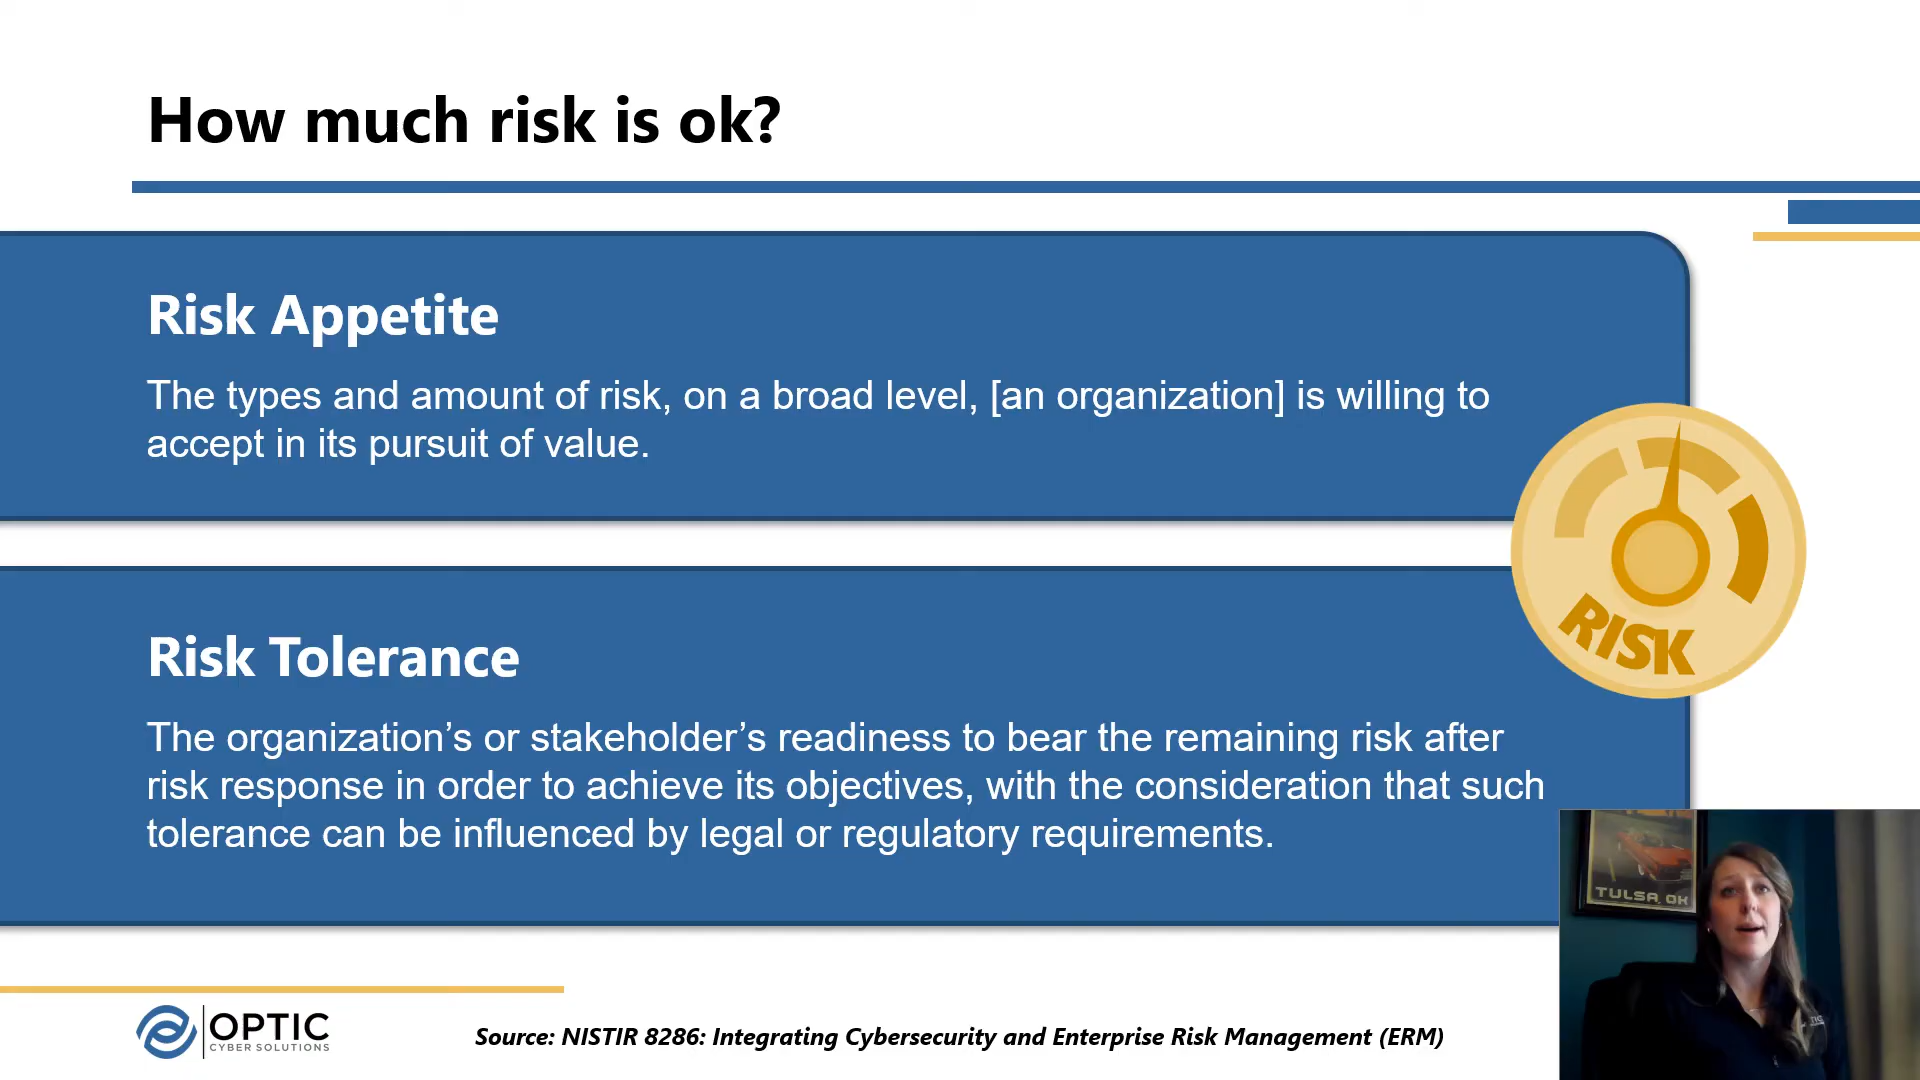 How much risk is ok?
Risk Appetite
The types and amount of risk, on a broad level, [an organization] is willing to
accept in its pursuit of value.
RISK
Risk Tolerance
The organization’s or stakeholder’s readiness to bear the remaining risk after
risk response in order to achieve its objectives, with the consideration that such
tolerance can be influenced by legal or regulatory requirements.
TULSA, OK
OPTIC
CYBER SOLUTIONS
Source: NISTIR 8286: Integrating Cybersecurity and Enterprise Risk Management (ERM)